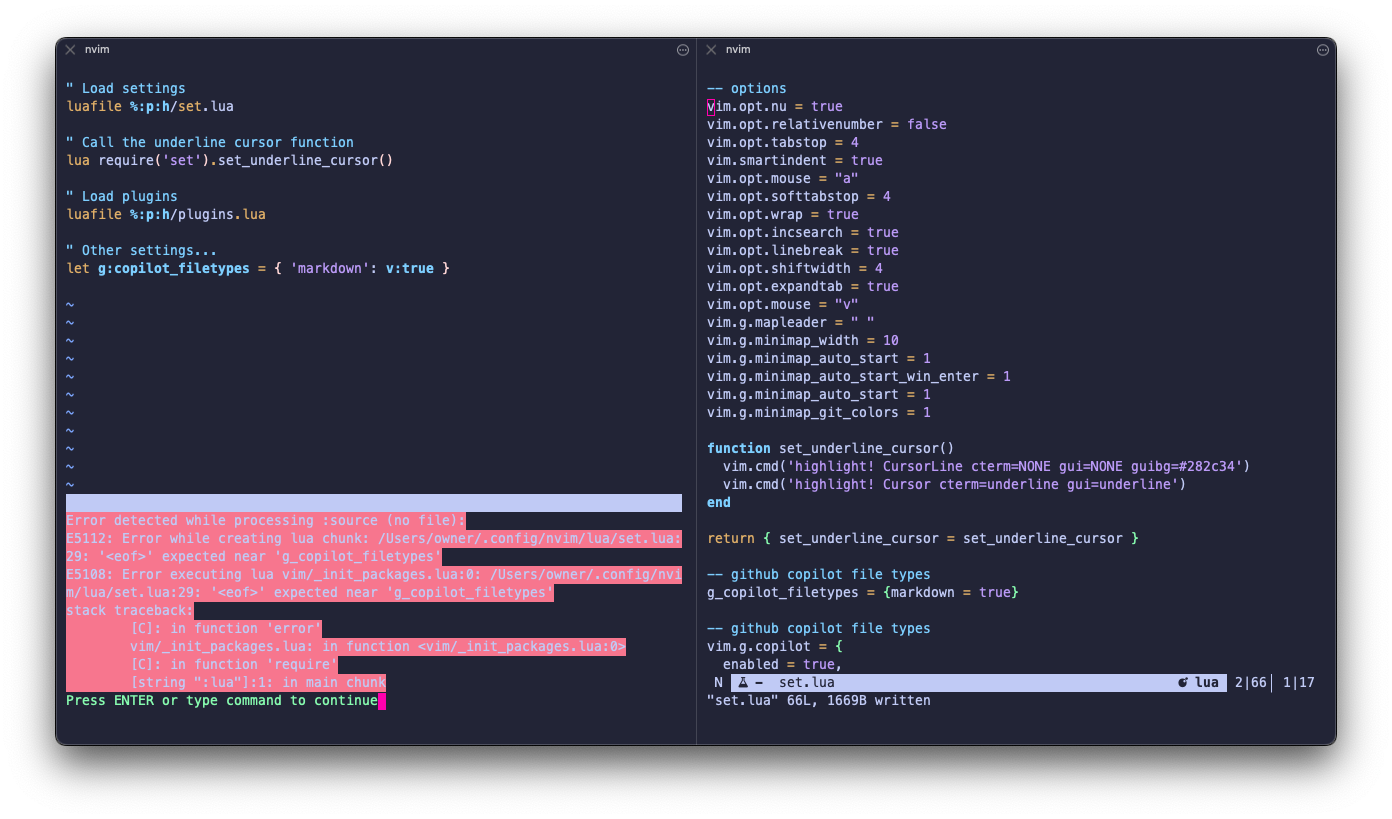 nvim
" Load settings
luafile %:p:h/set.lua
" Call the underline cursor function
lua require('set').set_underline_cursor()
" Load plugins
luafile %:p:h/plugins.lua
" Other settings...
let g:copilot_filetypes = { 'markdown': v:true }
~
~
~
~
~
~
~
~
~
~
~
Error detected while processing :source (no file):
E5112: Error while creating lua chunk: /Users/owner/.config/nvim/lua/set.lua:
29: '<eof>' expected near 'g_copilot_filetypes'
E5108: Error executing lua vim/_init_packages.lua:0: /Users/owner/.config/nvi
m/lua/set.lua:29: '<eof>' expected near 'g_copilot_filetypes'
stack traceback:
[C]: in function 'error'
vim/_init_packages.lua: in function <vim/_init_packages.lua:0>
[C]: in function 'require'
[string ":lua"]:1: in main chunk
Press ENTER or type command to continue
nvim
-- options
vim.opt.nu = true
vim.opt.relativenumber = false
vim.opt.tabstop = 4
vim.smartindent = true
vim.opt.mouse = "a"
vim.opt.softtabstop = 4
vim.opt.wrap = true
vim.opt.incsearch = true
vim.opt.linebreak = true
vim.opt.shiftwidth = 4
vim.opt.expandtab = true
vim.opt.mouse = "v"
vim.g.mapleader = " "
vim.g.minimap_width = 10
vim.g.minimap_auto_start = 1
vim.g.minimap_auto_start_win_enter = 1
vim.g.minimap_auto_start = 1
vim.g.minimap_git_colors = 1
function set_underline_cursor()
vim.cmd('highlight! CursorLine cterm=NONE gui=NONE guibg=#282c34')
vim.cmd('highlight! Cursor cterm=underline gui=underline')
end
return { set_underline_cursor = set_underline_cursor }
-- github copilot file types
g_copilot_filetypes = {markdown = true}
-- github copilot file types
vim.g.copilot = {
enabled = true,
N − set.lua lua 2|66 1|17
"set.lua" 66L, 1669B written